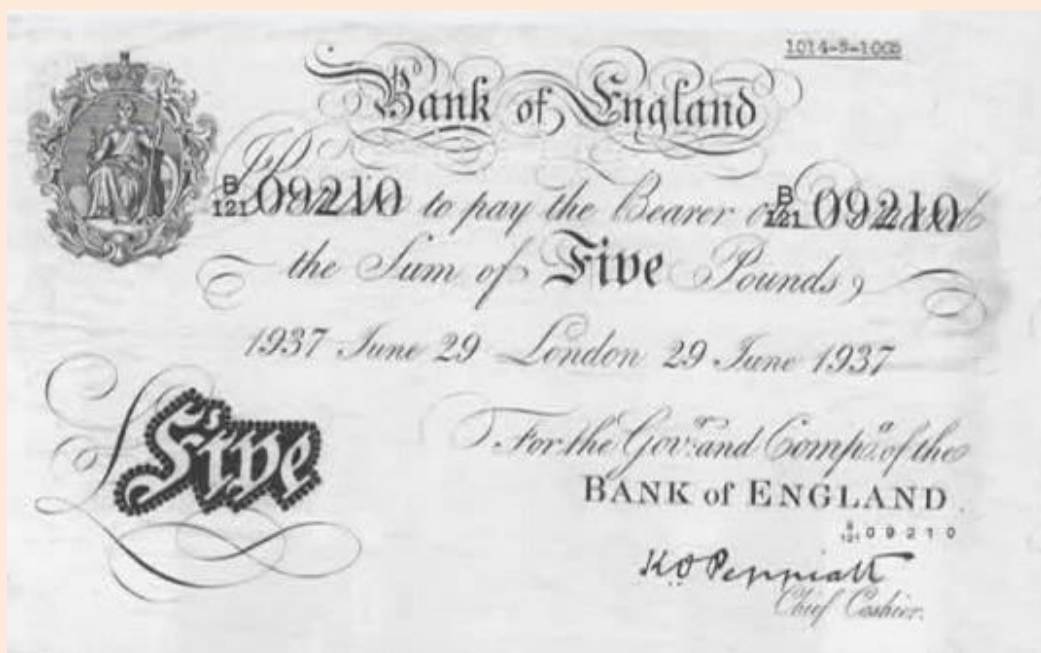 1014-S-1005
Bank of England
B/121 09210 to pay the Bearer on B/121 09210
the Sum of Five Pounds,
1937 June 29 London 29 June 1937
£Five
For the Govr. and Compa. of the
BANK of ENGLAND
B/121 09210
K O Peppiatt
Chief Cashier.